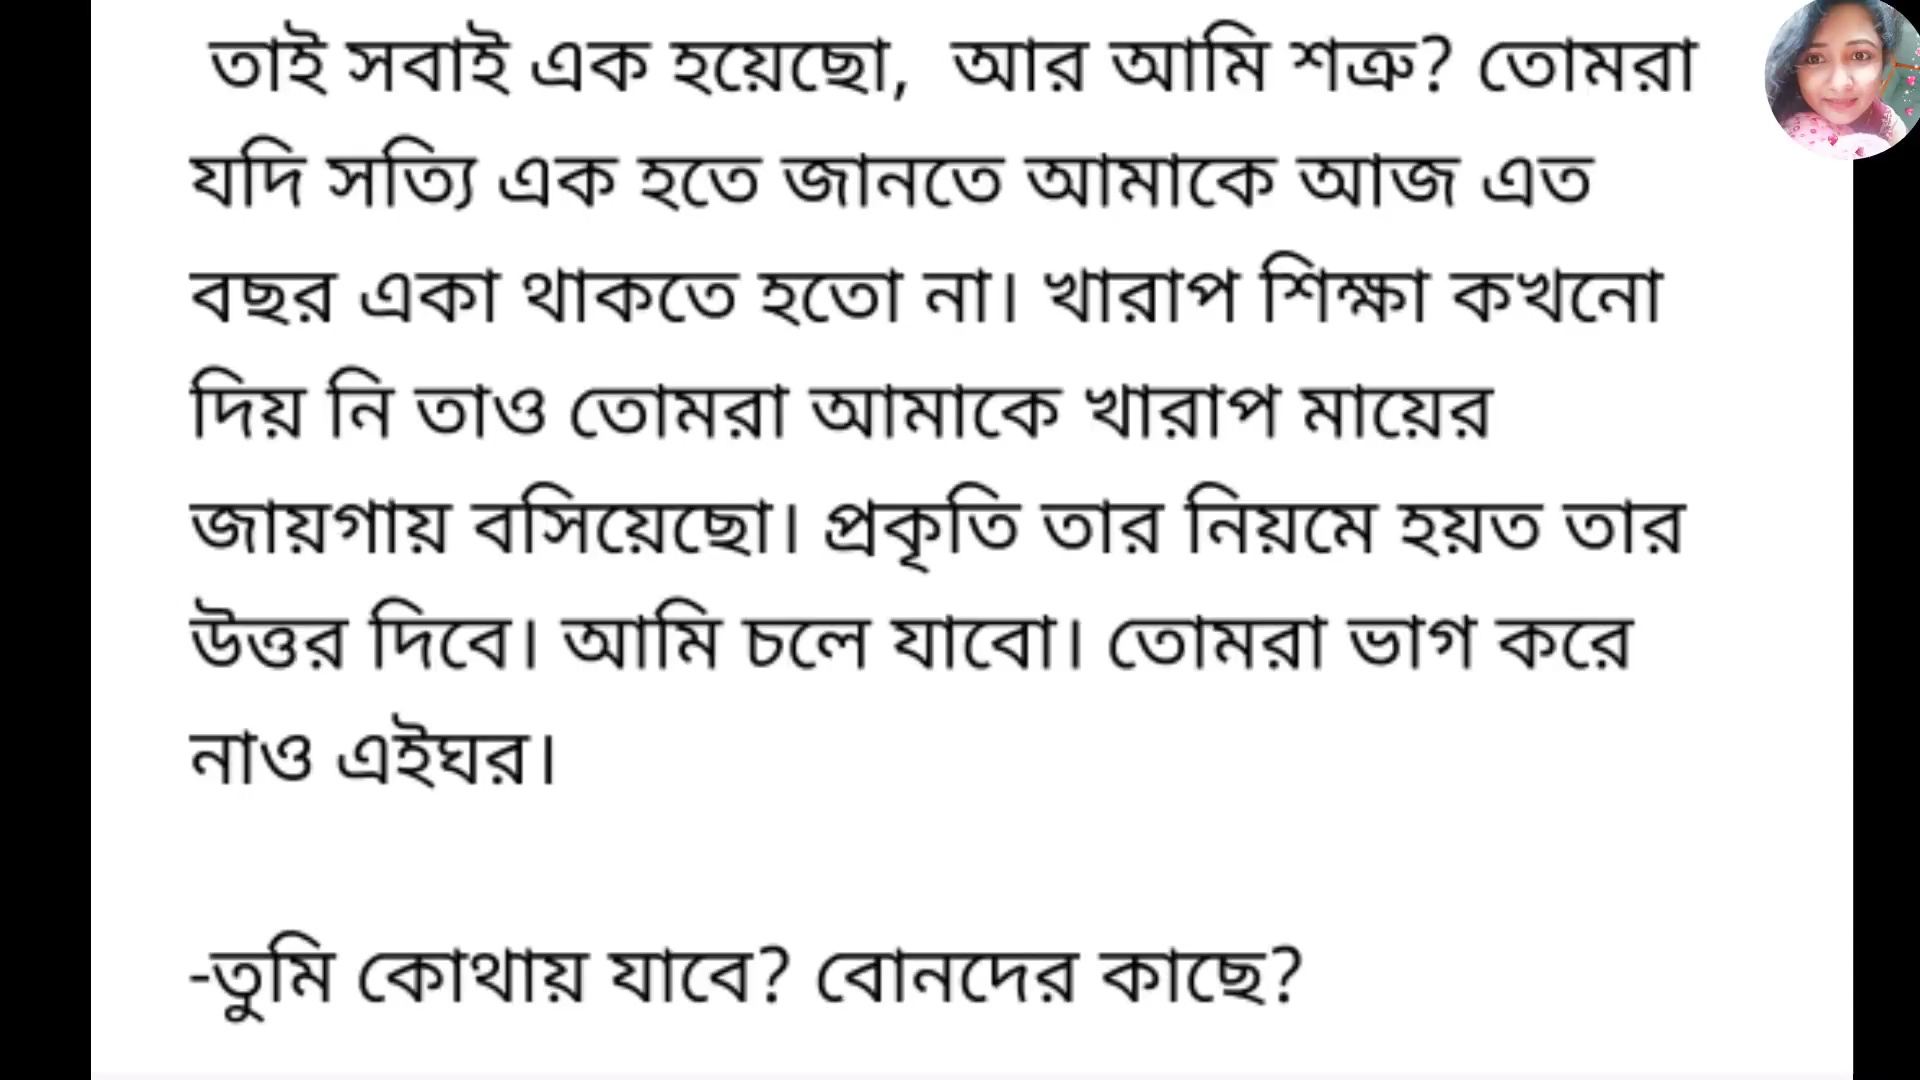 তাই সবাই এক হয়েছো, আর আমি শত্রু? তোমরা
যদি সত্যি এক হতে জানতে আমাকে আজ এত
বছর একা থাকতে হতো না। খারাপ শিক্ষা কখনো
দিয় নি তাও তোমরা আমাকে খারাপ মায়ের
জায়গায় বসিয়েছো। প্রকৃতি তার নিয়মে হয়ত তার
উত্তর দিবে। আমি চলে যাবো। তোমরা ভাগ করে
নাও এইঘর।
-তুমি কোথায় যাবে? বোনদের কাছে?